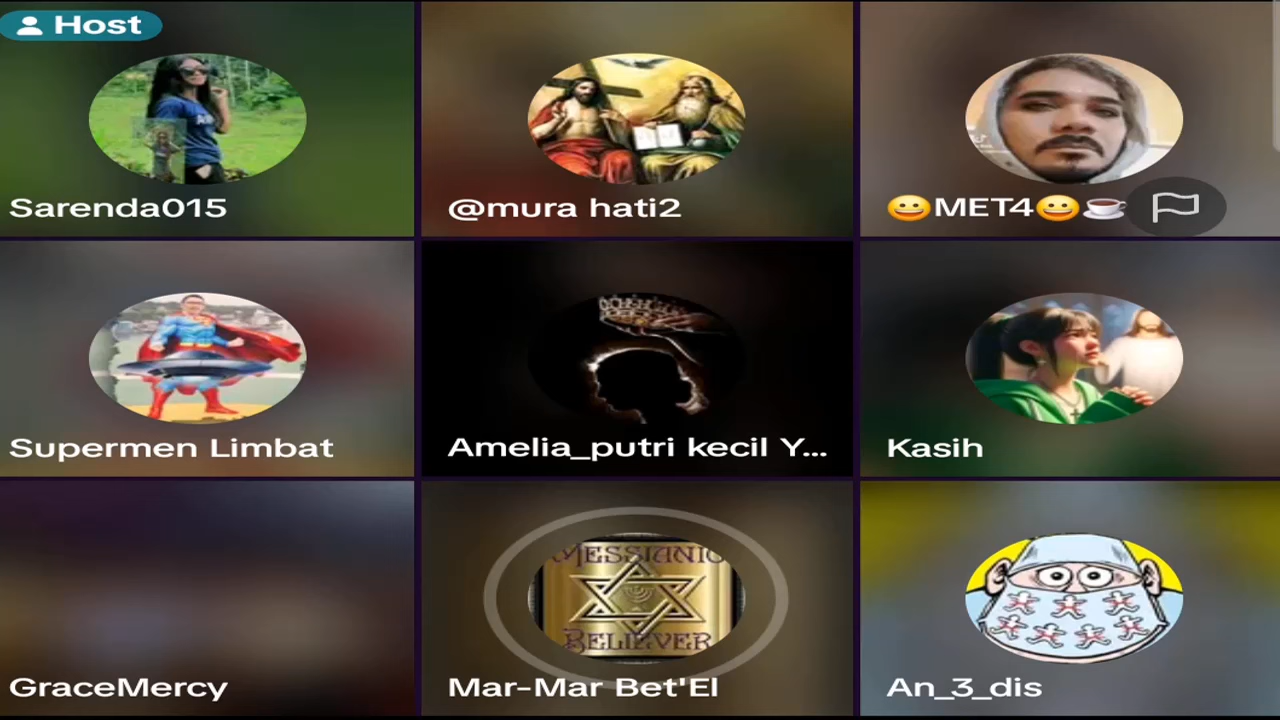 Host
Sarenda015
@mura hati2
😀MET4😀☕
Supermen Limbat
Amelia_putri kecil Y...
Kasih
GraceMercy
MESSIANIC
BELIEVER
Mar-Mar Bet'El
An_3_dis